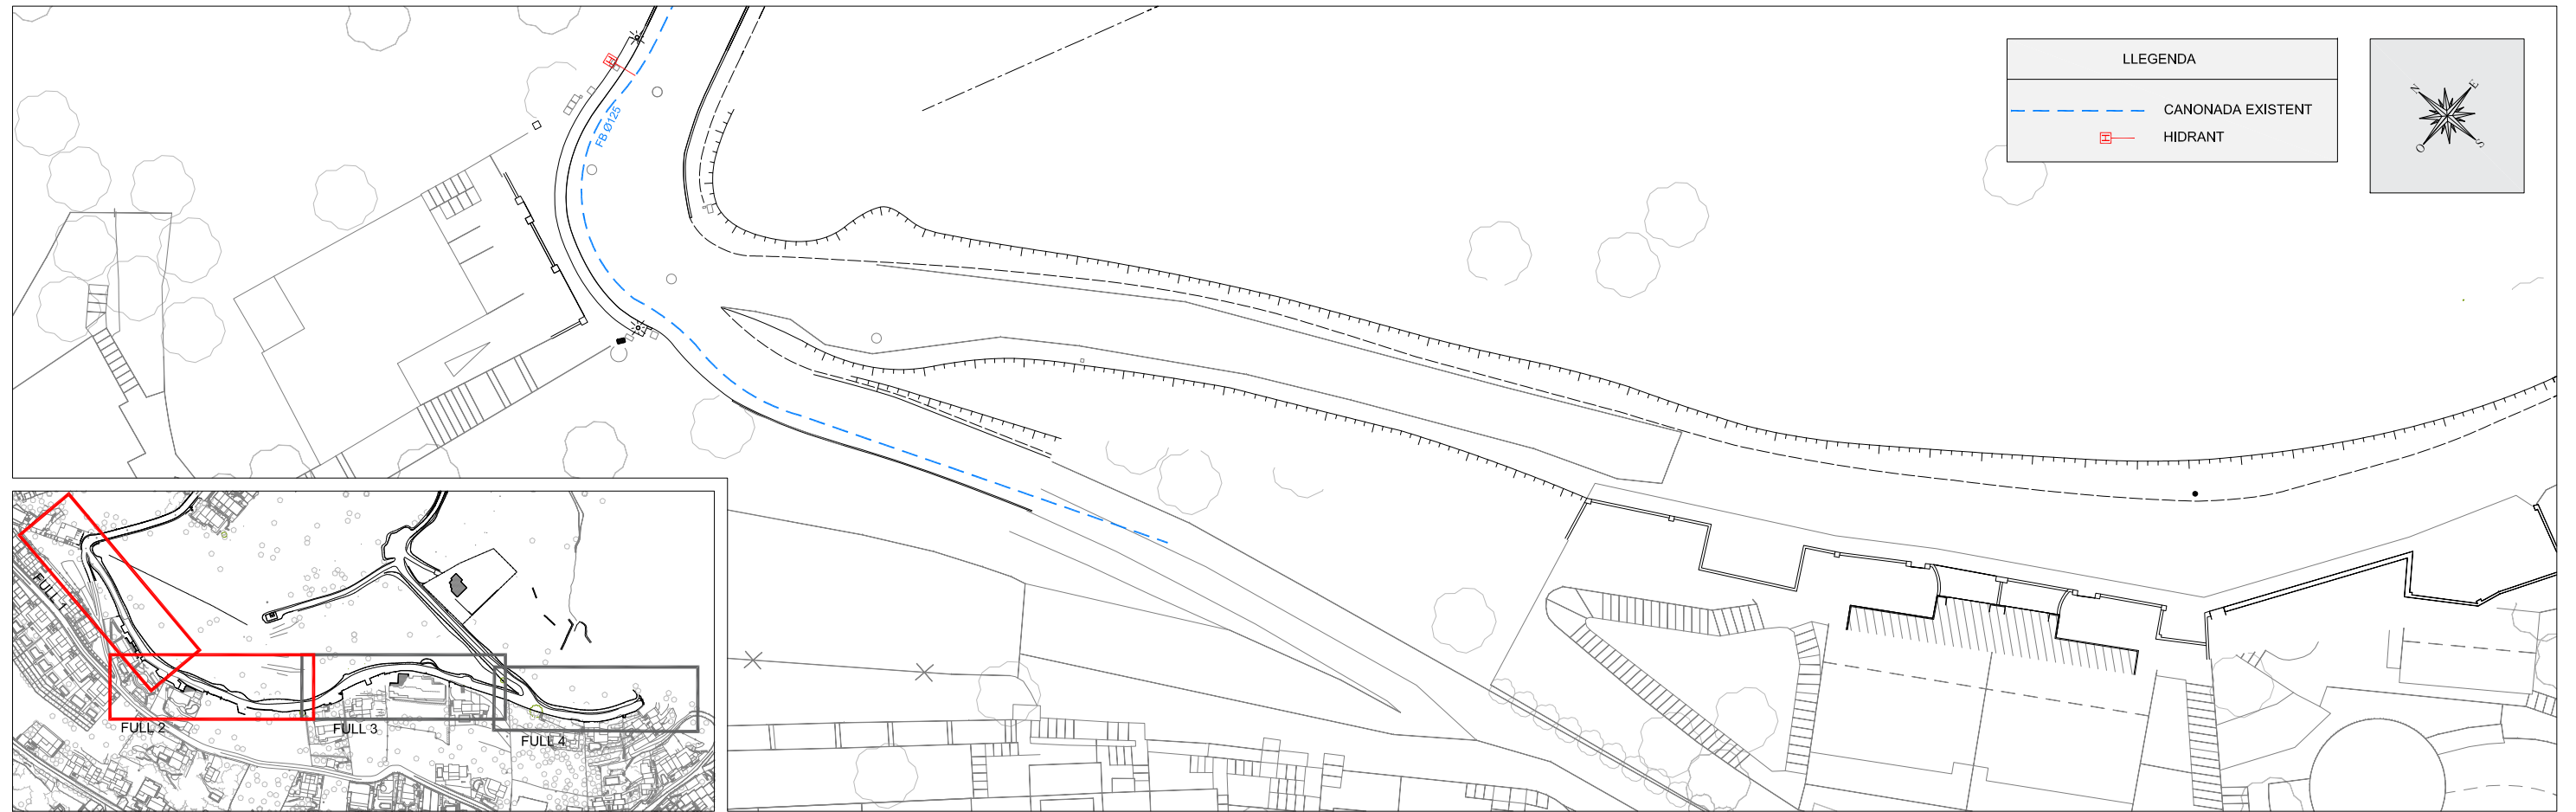 LLEGENDA
CANONADA EXISTENT
H HIDRANT
N
E
O
S
H
FB Ø125
FULL 1
FULL 2
FULL 3
FULL 4